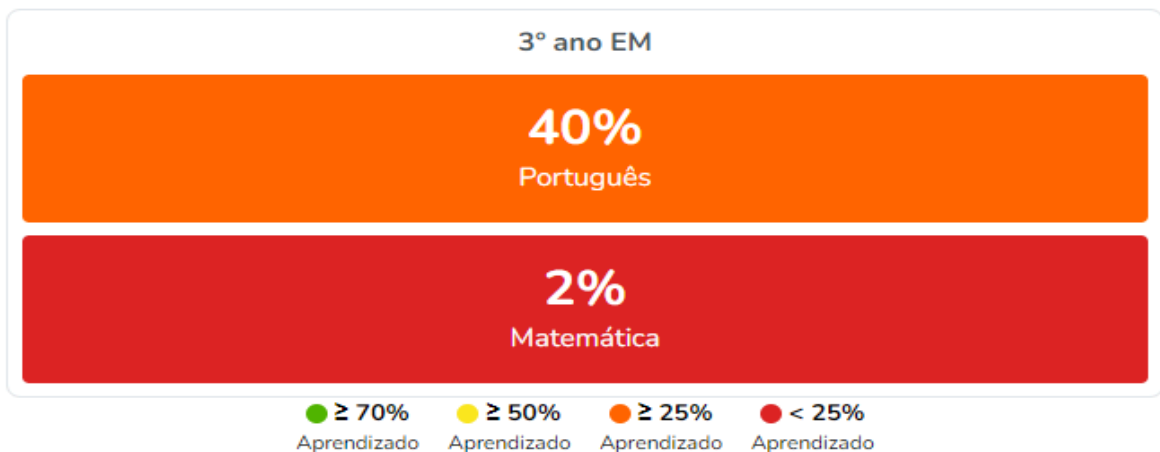 3º ano EM
40%
Português
2%
Matemática
≥ 70% ≥ 50% ≥ 25% < 25%
Aprendizado Aprendizado Aprendizado Aprendizado